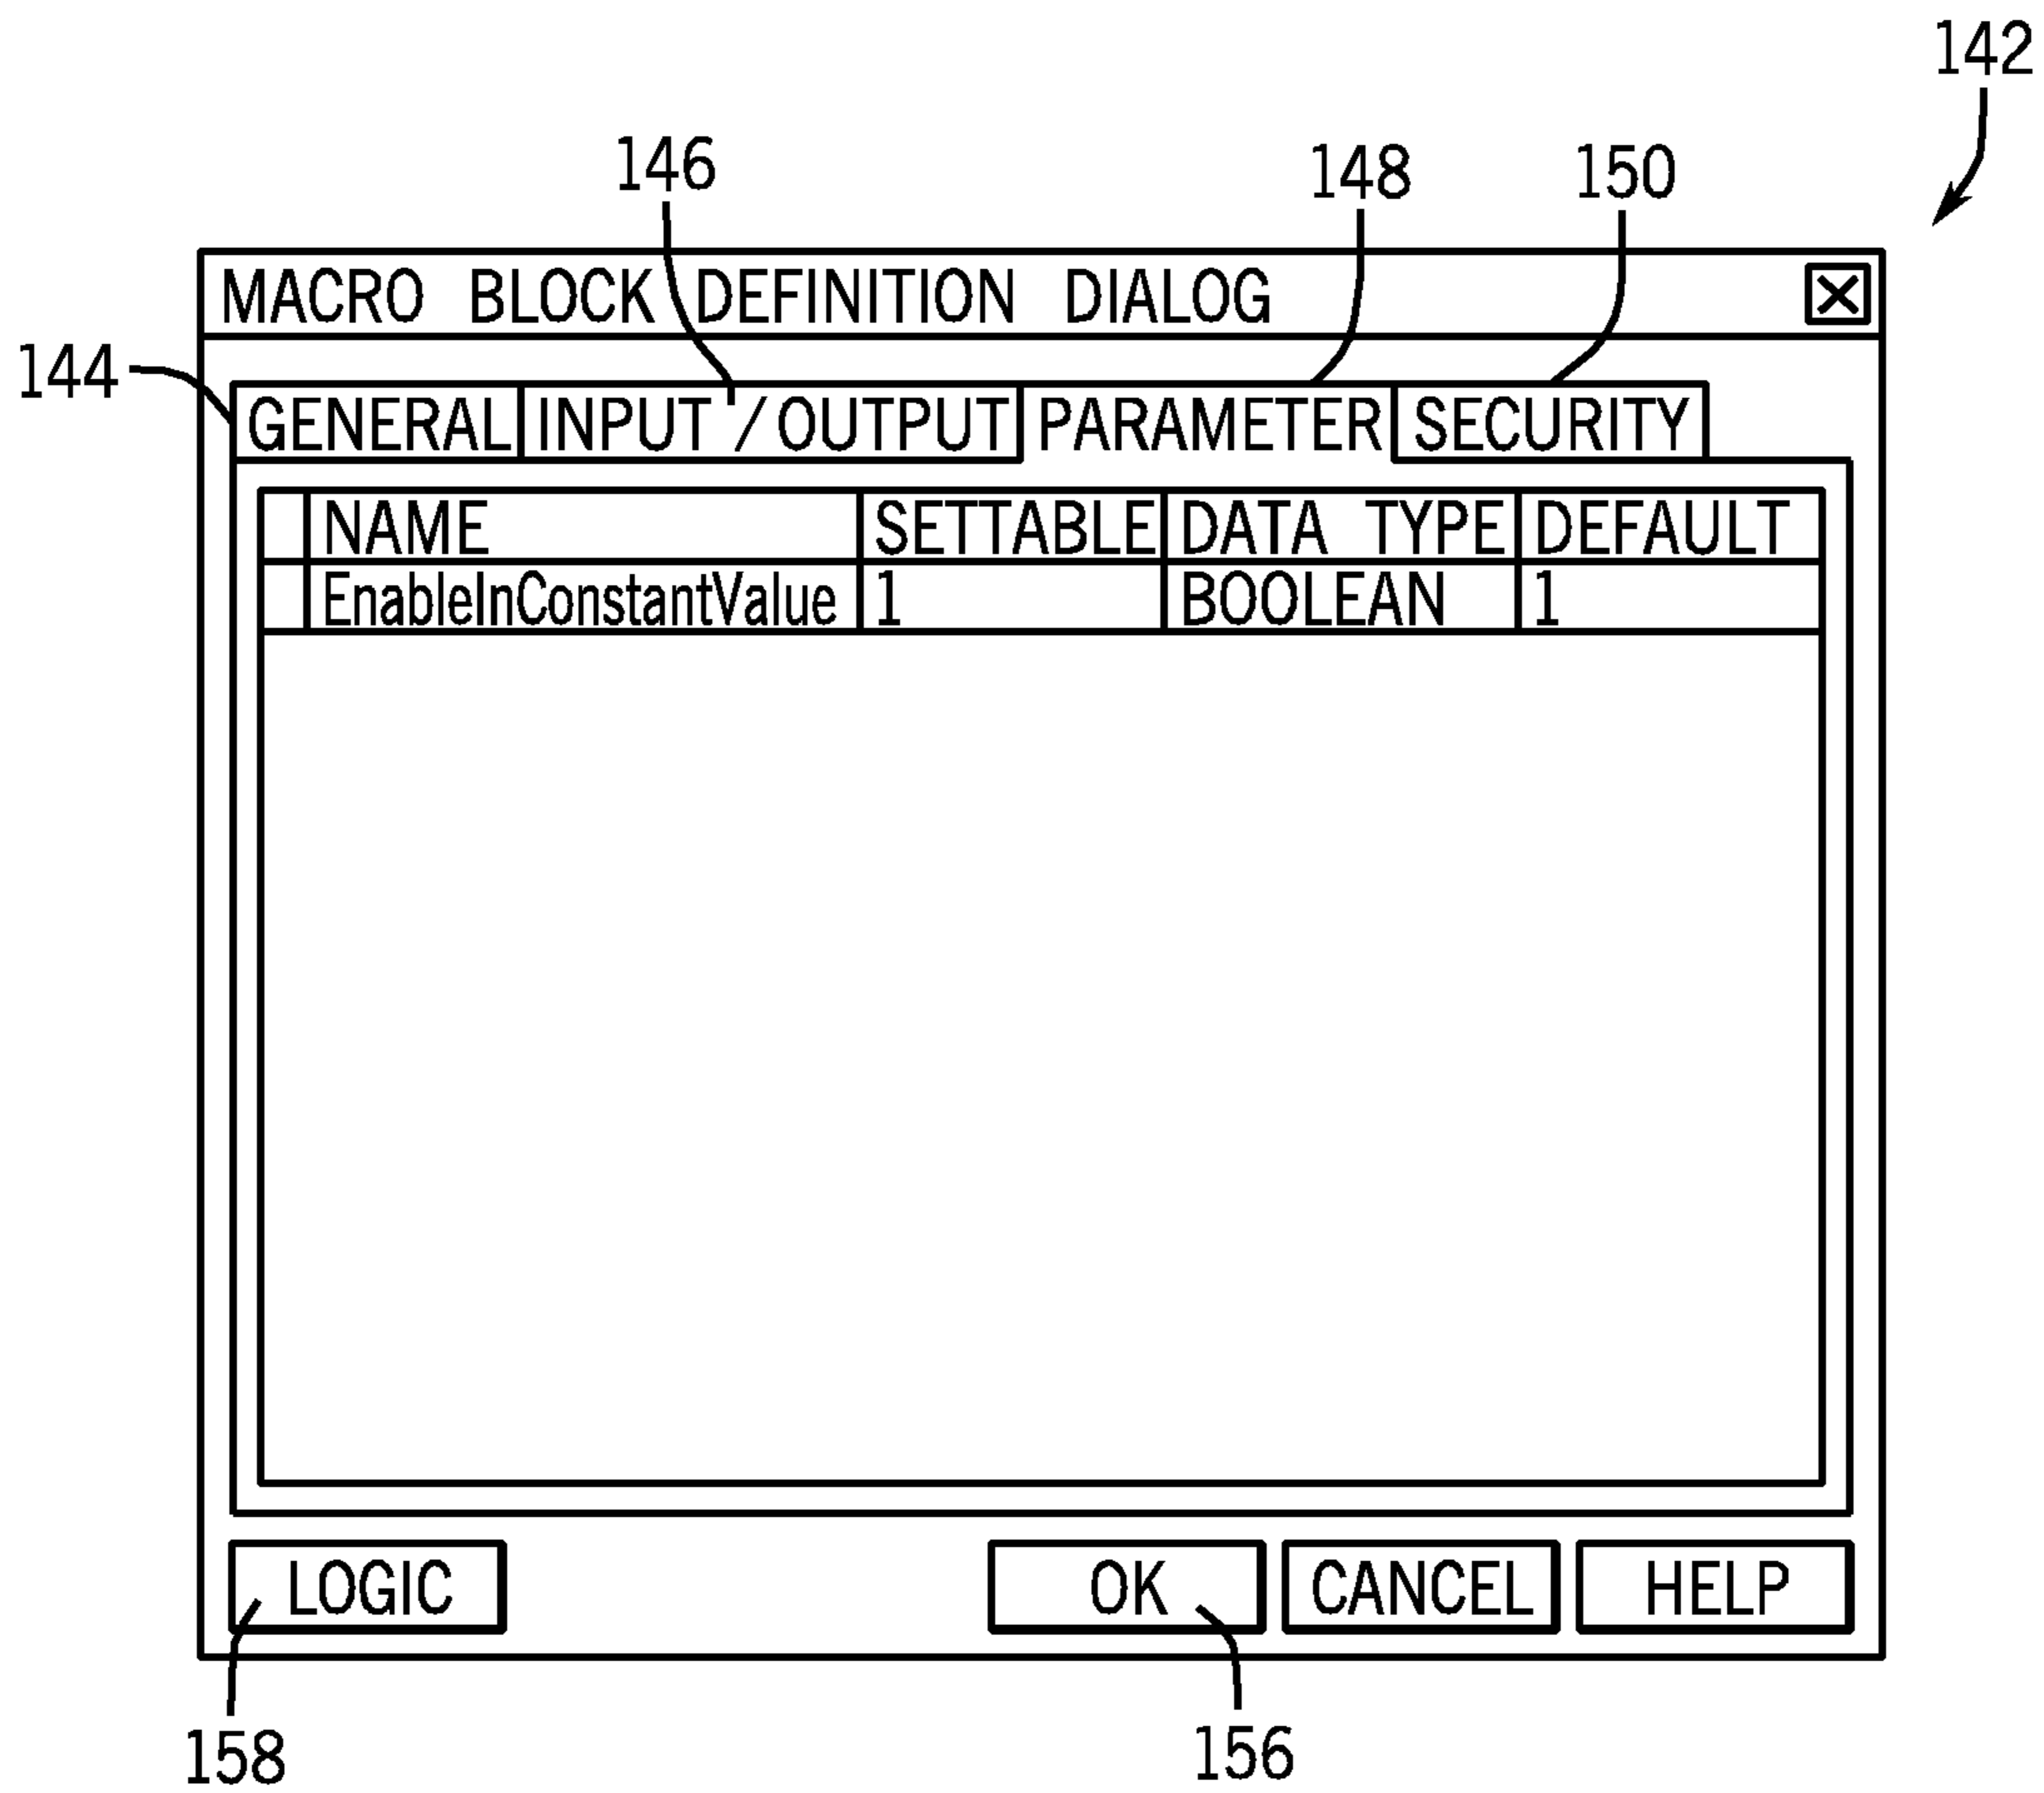 142
146 148 150
MACRO BLOCK DEFINITION DIALOG
144
GENERAL INPUT / OUTPUT PARAMETER SECURITY
NAME SETTABLE DATA TYPE DEFAULT
EnableInConstantValue 1 BOOLEAN 1
LOGIC OK CANCEL HELP
158 156